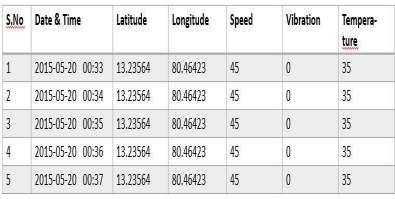 S.No Date & Time Latitude Longitude Speed Vibration Tempera-
ture
1 2015-05-20 00:33 13.23564 80.46423 45 0 35
2 2015-05-20 00:34 13.23564 80.46423 45 0 35
3 2015-05-20 00:35 13.23564 80.46423 45 0 35
4 2015-05-20 00:36 13.23564 80.46423 45 0 35
5 2015-05-20 00:37 13.23564 80.46423 45 0 35